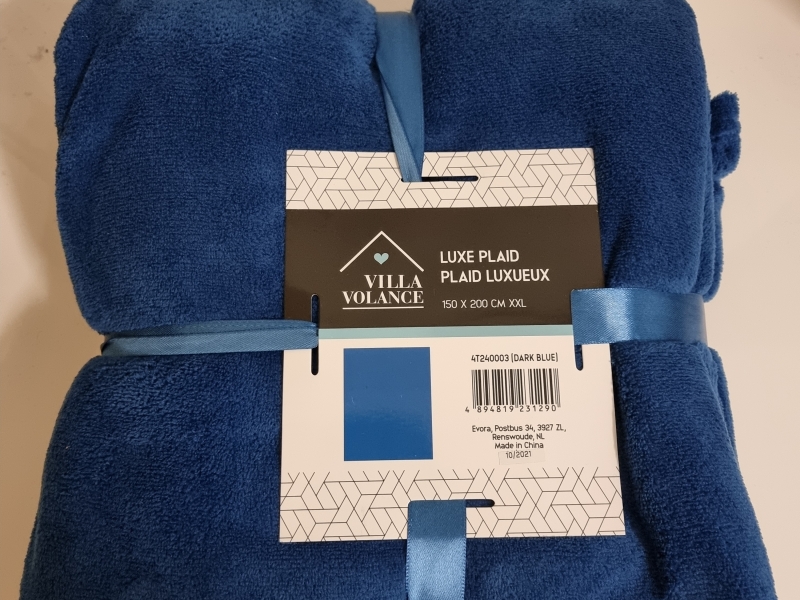 VILLA
VOLANCE
LUXE PLAID
PLAID LUXUEUX
150 X 200 CM XXL
4T240003 (DARK BLUE)
4 894819 231290
Evora, Postbus 34, 3927 ZL,
Renswoude, NL
Made in China
10/2021